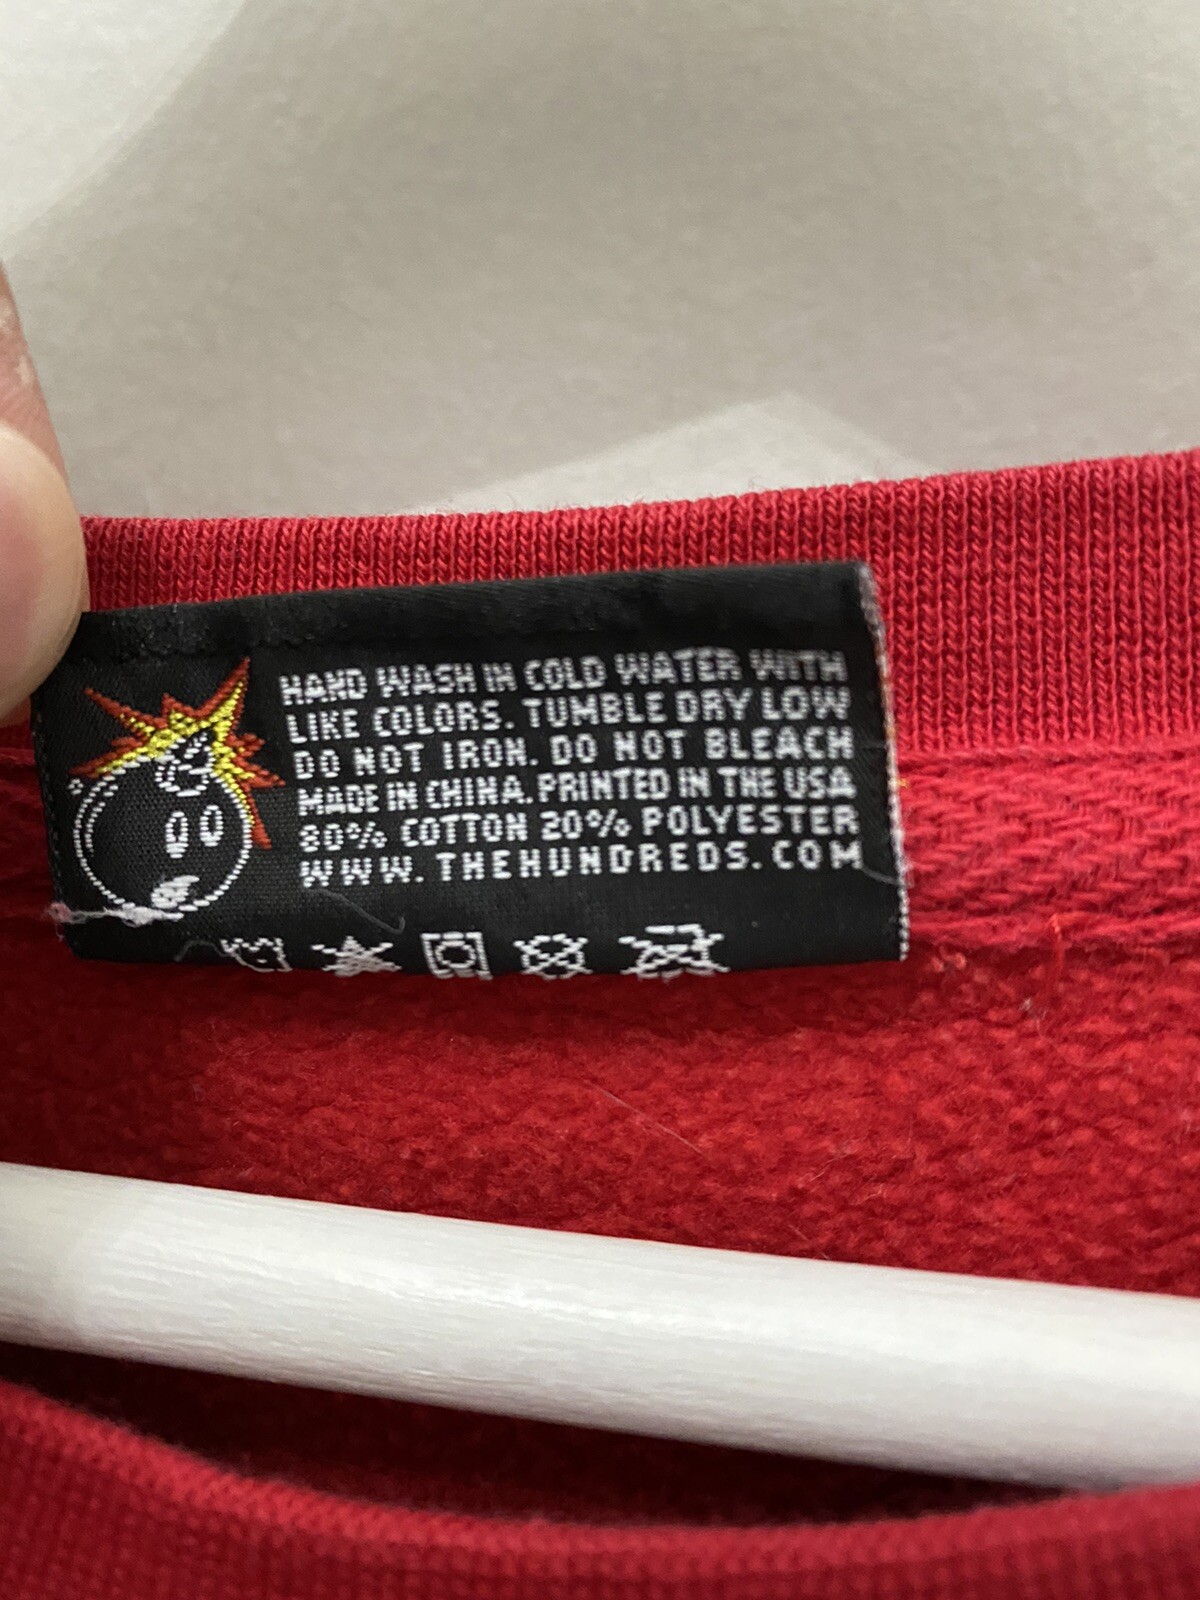 HAND WASH IN COLD WATER WITH
LIKE COLORS. TUMBLE DRY LOW
DO NOT IRON. DO NOT BLEACH
MADE IN CHINA. PRINTED IN THE USA
80% COTTON 20% POLYESTER
WWW.THEHUNDREDS.COM